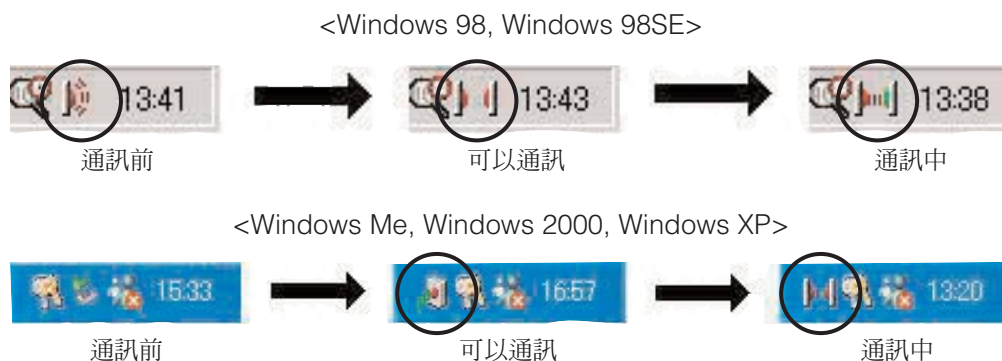 <Windows 98, Windows 98SE>
13:41 13:43 13:38
通訊前 可以通訊 通訊中
<Windows Me, Windows 2000, Windows XP>
15:33 16:57 13:20
通訊前 可以通訊 通訊中